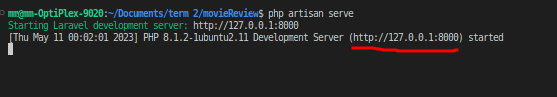 mm@mm-OptiPlex-9020:~/Documents/term 2/movieReview$ php artisan serve
Starting Laravel development server: http://127.0.0.1:8000
[Thu May 11 00:02:01 2023] PHP 8.1.2-1ubuntu2.11 Development Server (http://127.0.0.1:8000) started